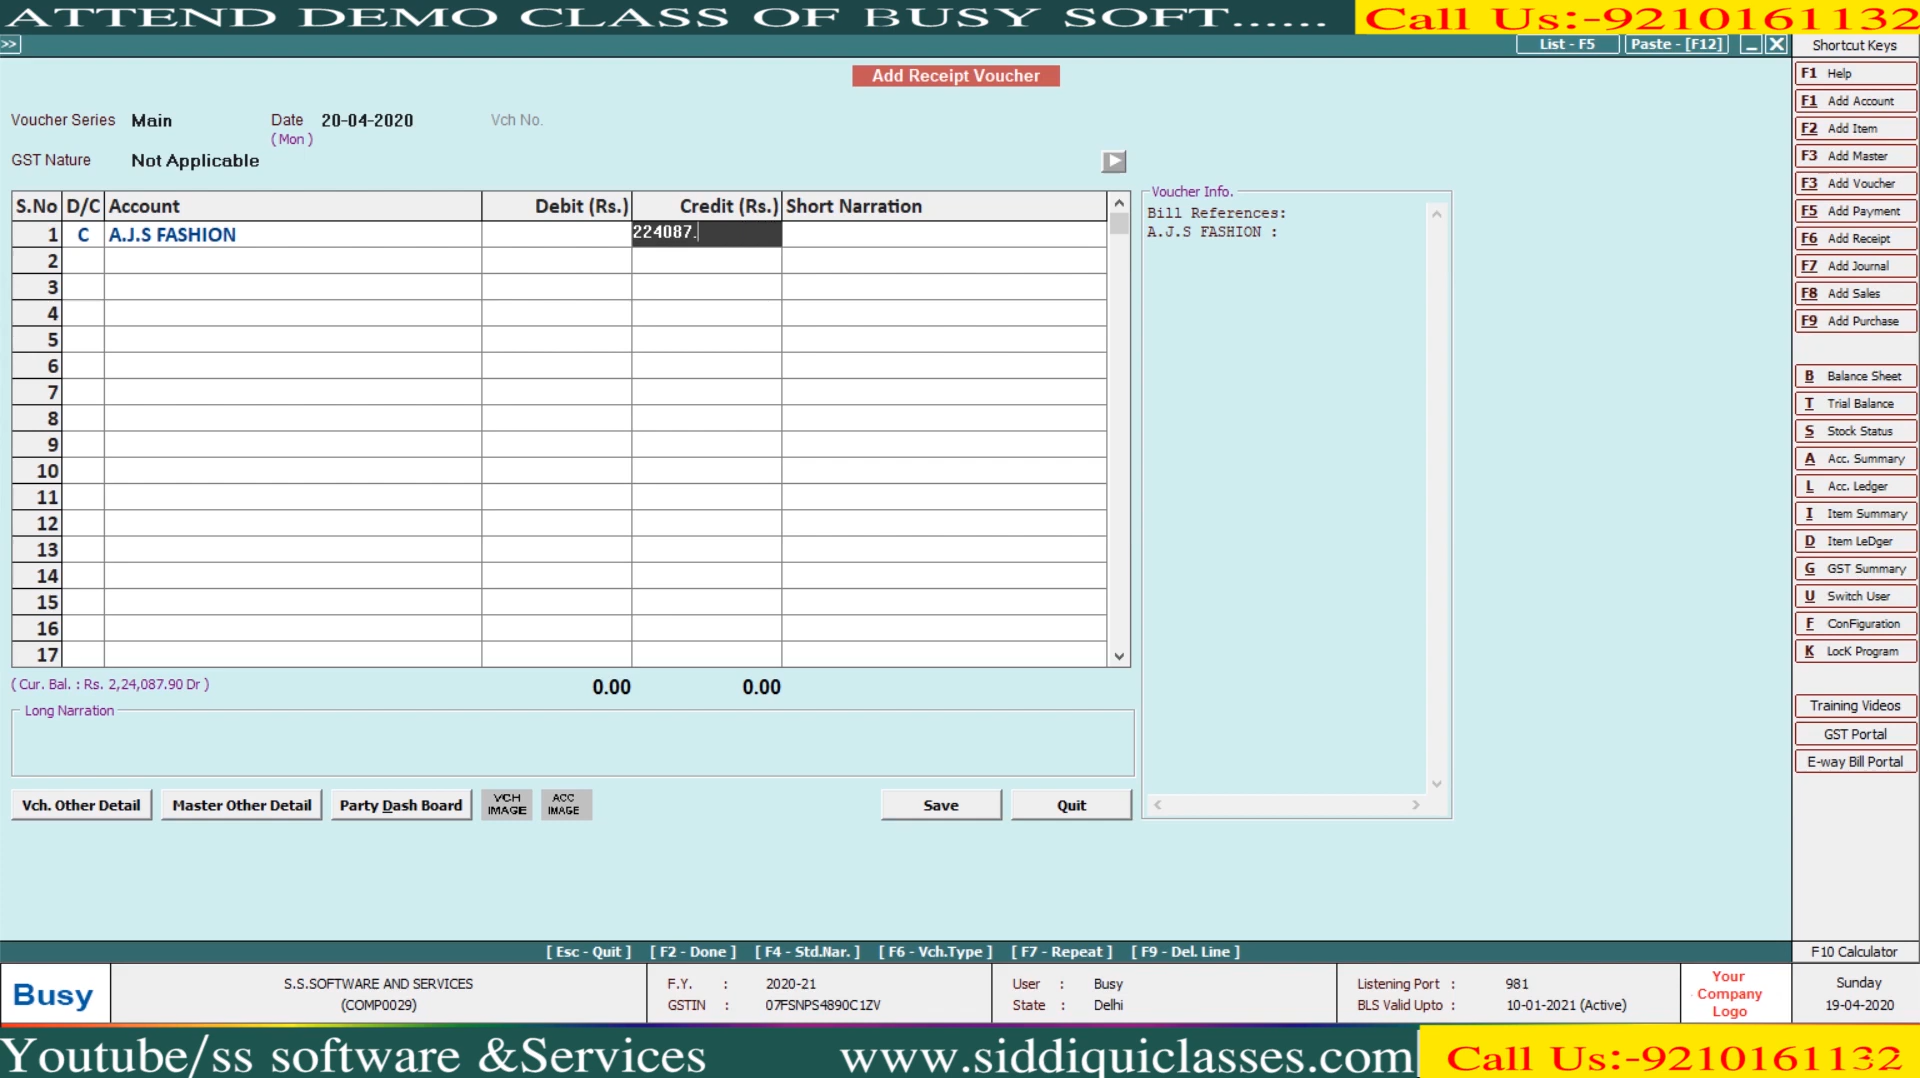 ATTEND DEMO CLASS OF BUSY SOFT...... Call Us:-9210161132
>> List - F5 Paste - [F12] _ X Shortcut Keys
Add Receipt Voucher
Voucher Series Main Date 20-04-2020 Vch No.
( Mon )
GST Nature Not Applicable
S.No D/C Account Debit (Rs.) Credit (Rs.) Short Narration
1 C A.J.S FASHION 224087.
2
3
4
5
6
7
8
9
10
11
12
13
14
15
16
17
( Cur. Bal. : Rs. 2,24,087.90 Dr ) 0.00 0.00
Long Narration
Voucher Info.
Bill References:
A.J.S FASHION :
Vch. Other Detail Master Other Detail Party Dash Board VCH IMAGE ACC IMAGE Save Quit
F1 Help
F1 Add Account
F2 Add Item
F3 Add Master
F3 Add Voucher
F5 Add Payment
F6 Add Receipt
F7 Add Journal
F8 Add Sales
F9 Add Purchase
B Balance Sheet
T Trial Balance
S Stock Status
A Acc. Summary
L Acc. Ledger
I Item Summary
D Item LeDger
G GST Summary
U Switch User
F ConFiguration
K LocK Program
Training Videos
GST Portal
E-way Bill Portal
[ Esc - Quit ] [ F2 - Done ] [ F4 - Std.Nar. ] [ F6 - Vch.Type ] [ F7 - Repeat ] [ F9 - Del. Line ] F10 Calculator
Busy
S.S.SOFTWARE AND SERVICES
(COMP0029)
F.Y. : 2020-21
GSTIN : 07FSNPS4890C1ZV
User : Busy
State : Delhi
Listening Port : 981
BLS Valid Upto : 10-01-2021 (Active)
Your
Company
Logo
Sunday
19-04-2020
Youtube/ss software &Services www.siddiquiclasses.com Call Us:-9210161132